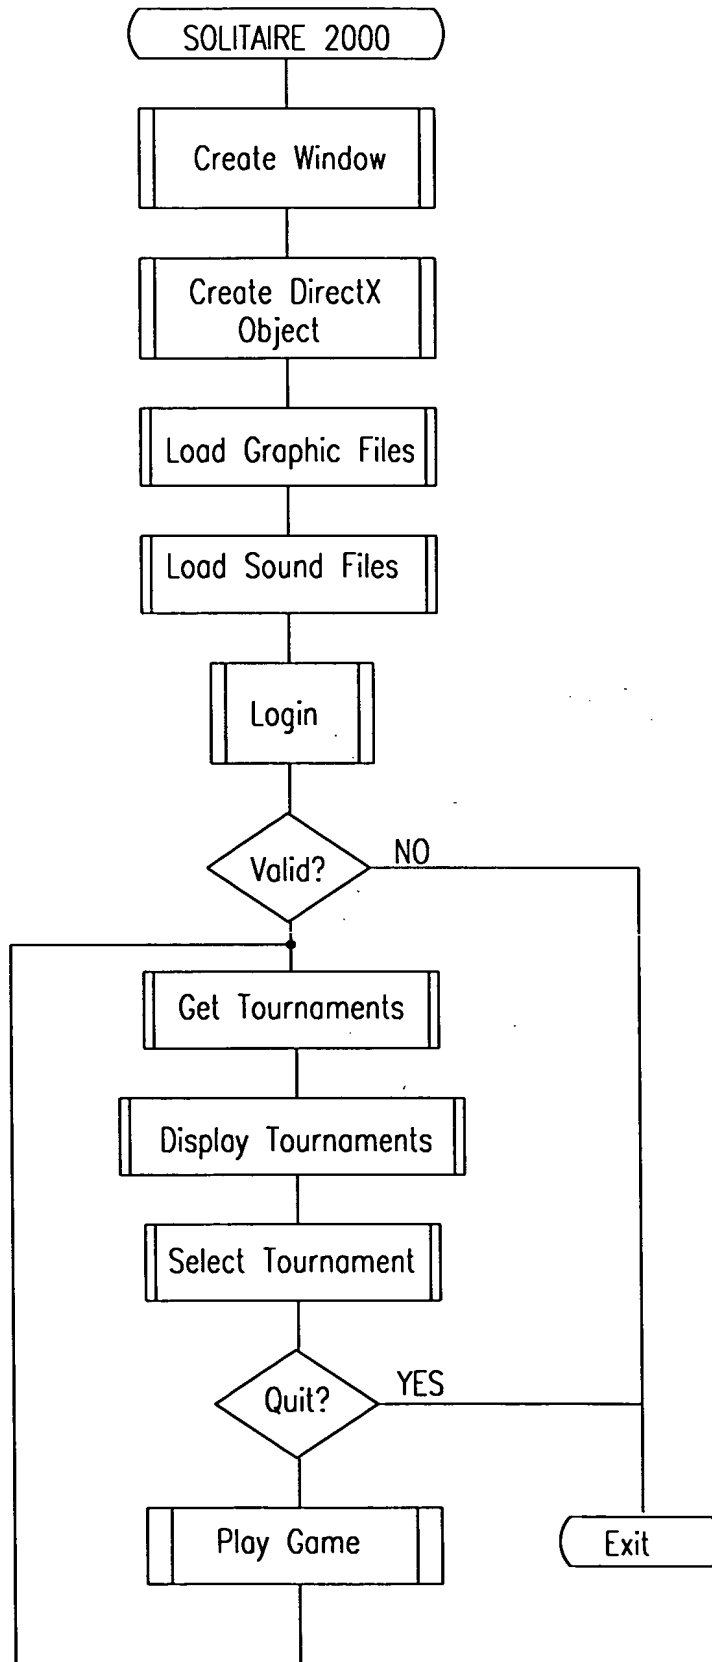 SOLITAIRE 2000
Create Window
Create DirectX
Object
Load Graphic Files
Load Sound Files
Login
Valid?
NO
Get Tournaments
Display Tournaments
Select Tournament
Quit?
YES
Play Game
Exit